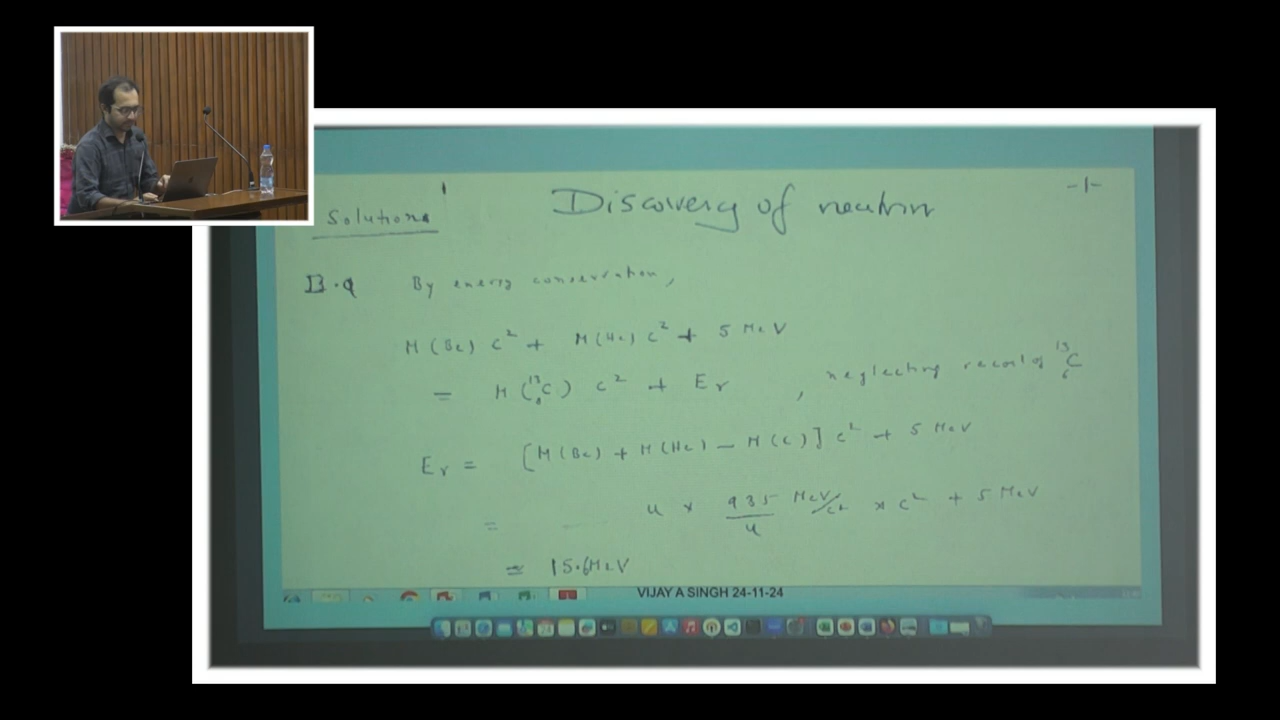 Discovery of neutron
-1-
Solutions
B.9 By energy conservation,
M(Be) c² + M(He) c² + 5 MeV
= M(¹³₆C) c² + Eγ , neglecting recoil of ¹³₆C
Eγ = [M(Be) + M(He) – M(C)] c² + 5 MeV
= u × 935/u MeV/c² × c² + 5 MeV
≈ 15.6 MeV
VIJAY A SINGH 24-11-24